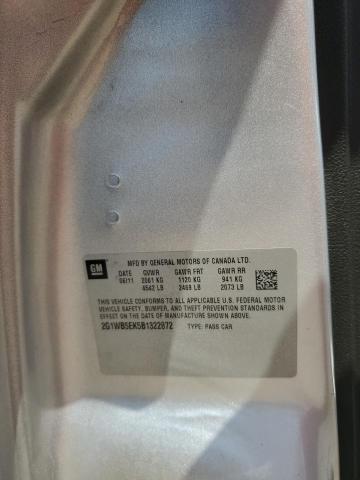 MFD BY GENERAL MOTORS OF CANADA LTD.
GM
DATE GVWR GAWR FRT GAWR RR
06/11 2061 KG 1120 KG 941 KG
4542 LB 2469 LB 2073 LB
THIS VEHICLE CONFORMS TO ALL APPLICABLE U.S. FEDERAL MOTOR
VEHICLE SAFETY, BUMPER, AND THEFT PREVENTION STANDARDS
IN EFFECT ON THE DATE OF MANUFACTURE SHOWN ABOVE.
2G1WB5EK5B1322872 TYPE: PASS CAR